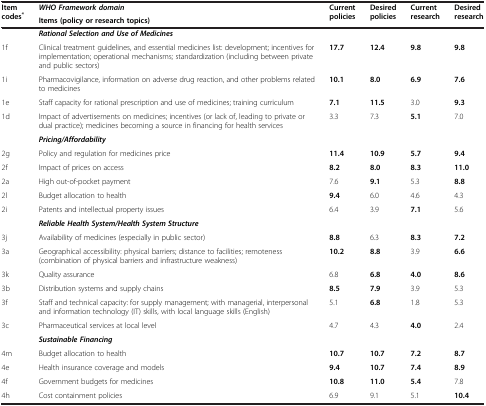 Item codes* WHO Framework domain Current policies Desired policies Current research Desired research
Items (policy or research topics)
Rational Selection and Use of Medicines
1f Clinical treatment guidelines, and essential medicines list: development; incentives for 17.7 12.4 9.8 9.8
implementation; operational mechanisms; standardization (including between private
and public sectors)
1i Pharmacovigilance, information on adverse drug reaction, and other problems related 10.1 8.0 6.9 7.6
to medicines
1e Staff capacity for rational prescription and use of medicines; training curriculum 7.1 11.5 3.0 9.3
1d Impact of advertisements on medicines; incentives (or lack of, leading to private or 3.3 7.3 5.1 7.0
dual practice); medicines becoming a source in financing for health services
Pricing/Affordability
2g Policy and regulation for medicines price 11.4 10.9 5.7 9.4
2f Impact of prices on access 8.2 8.0 8.3 11.0
2a High out-of-pocket payment 7.6 9.1 5.3 8.8
2l Budget allocation to health 9.4 6.0 4.6 4.3
2i Patents and intellectual property issues 6.4 3.9 7.1 5.6
Reliable Health System/Health System Structure
3j Availability of medicines (especially in public sector) 8.8 6.3 8.3 7.2
3a Geographical accessibility: physical barriers; distance to facilities; remoteness 10.2 8.8 3.9 6.6
(combination of physical barriers and infrastructure weakness)
3k Quality assurance 6.8 6.8 4.0 8.6
3b Distribution systems and supply chains 8.5 7.9 3.9 5.3
3f Staff and technical capacity: for supply management; with managerial, interpersonal 5.1 6.8 1.8 5.3
and information technology (IT) skills, with local language skills (English)
3c Pharmaceutical services at local level 4.7 4.3 4.0 2.4
Sustainable Financing
4m Budget allocation to health 10.7 10.7 7.2 8.7
4e Health insurance coverage and models 9.4 10.7 7.4 8.9
4f Government budgets for medicines 10.8 11.0 5.4 7.8
4h Cost containment policies 6.9 9.1 5.1 10.4